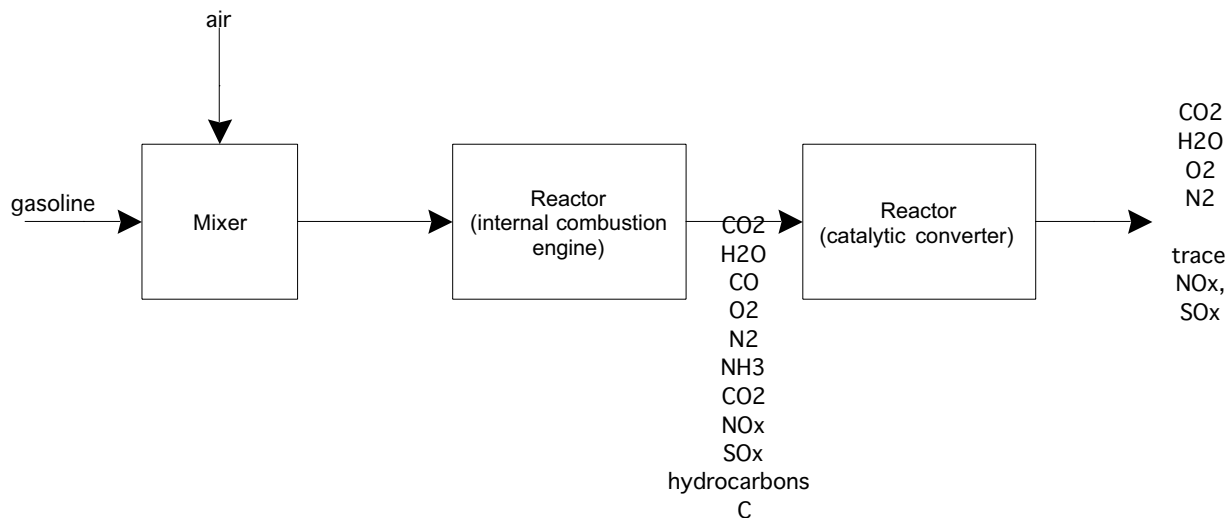 air
gasoline
Mixer
Reactor
(internal combustion
engine)
CO2
H2O
CO
O2
N2
NH3
CO2
NOx
SOx
hydrocarbons
C
Reactor
(catalytic converter)
CO2
H2O
O2
N2
trace
NOx,
SOx